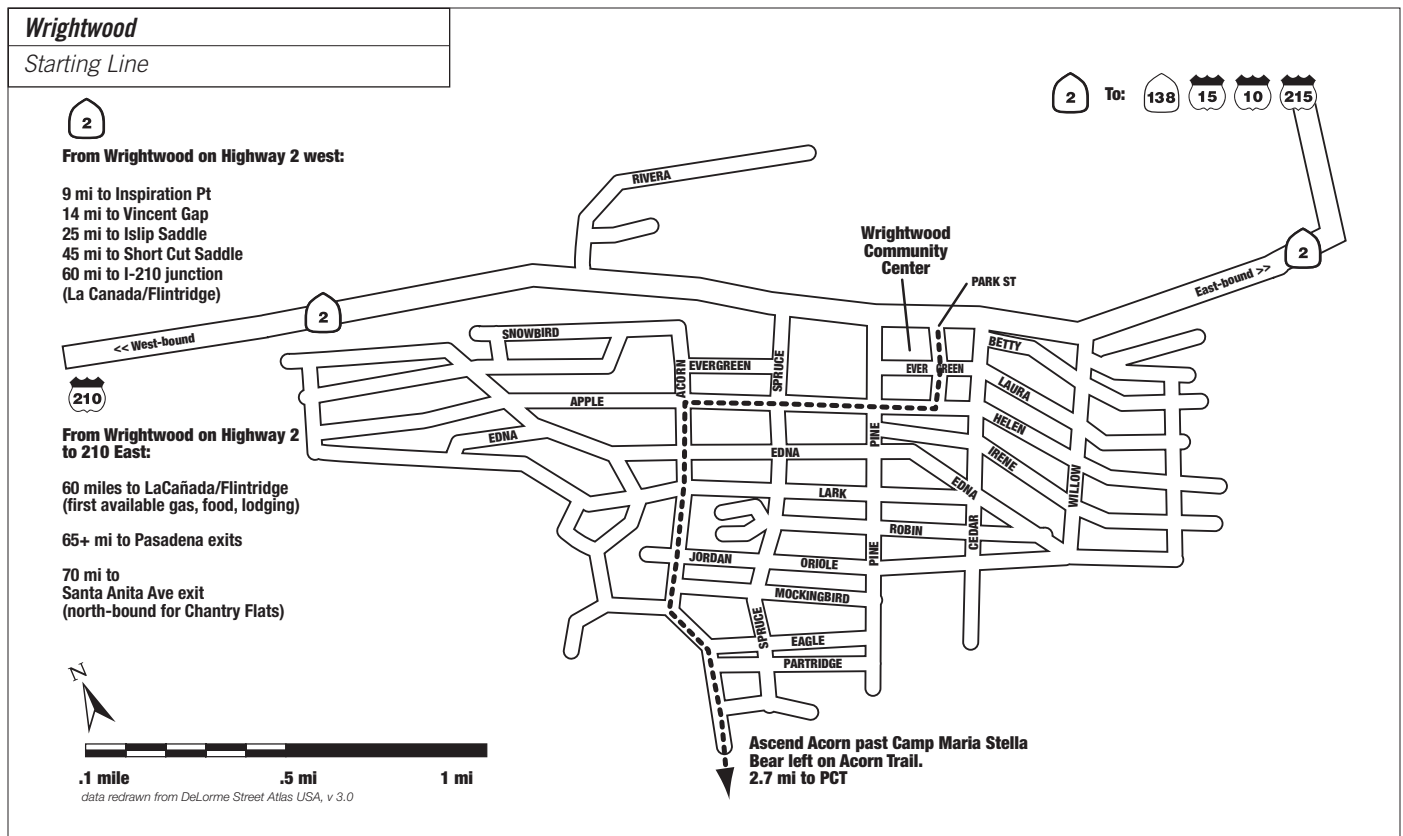 Wrightwood
Starting Line
2
From Wrightwood on Highway 2 west:
9 mi to Inspiration Pt
14 mi to Vincent Gap
25 mi to Islip Saddle
45 mi to Short Cut Saddle
60 mi to I-210 junction
(La Canada/Flintridge)
2 To: 138 15 10 215
RIVERA
Wrightwood
Community
Center
PARK ST
2
East-bound >>
2
<< West-bound
210
SNOWBIRD
ACORN
EVERGREEN
SPRUCE
EVER GREEN
BETTY
LAURA
APPLE
HELEN
PINE
EDNA
EDNA
IRENE
EDNA
WILLOW
LARK
ROBIN
CEDAR
JORDAN
ORIOLE
PINE
MOCKINGBIRD
SPRUCE
EAGLE
PARTRIDGE
From Wrightwood on Highway 2
to 210 East:
60 miles to LaCañada/Flintridge
(first available gas, food, lodging)
65+ mi to Pasadena exits
70 mi to
Santa Anita Ave exit
(north-bound for Chantry Flats)
N
.1 mile .5 mi 1 mi
data redrawn from DeLorme Street Atlas USA, v 3.0
Ascend Acorn past Camp Maria Stella
Bear left on Acorn Trail.
2.7 mi to PCT